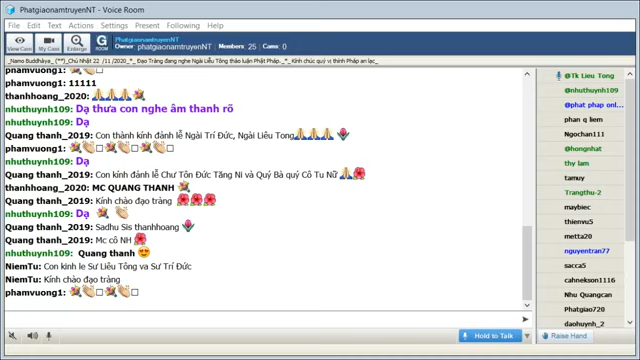 PhatgiaonamtruyenNT - Voice Room
File Edit Text Actions Settings Present Following Help
View Cam My Cam Enlarge
G ROOM
PhatgiaonamtruyenNT
Owner phatgiaonamtruyenNT Members : 25 Cams : 0
_Namo Buddhàya_ (**)_Chủ Nhật 22 /11 /2020_*_ Đạo Tràng đang nghe Ngài Liễu Tông thảo luận Phật Pháp._*_ Kính chúc quý vị thính Pháp an lạc_
phamvuong1:
phamvuong1: 11111
thanhhoang_2020:
nhuthuynh109: Dạ thưa con nghe âm thanh rõ
nhuthuynh109: Dạ
Quang thanh_2019: Con thành kính đảnh lễ Ngài Trí Đức, Ngài Liêu Tong
phamvuong1:
nhuthuynh109: Dạ
Quang thanh_2019: Con kính đảnh lễ Chư Tôn Đức Tăng Ni và Quý Bà quý Cô Tu Nữ
thanhhoang_2020: MC QUANG THANH
Quang thanh_2019: Kính chào đạo tràng
nhuthuynh109: Dạ
Quang thanh_2019: Sadhu Sis thanhhoang
Quang thanh_2019: Mc cô NH
nhuthuynh109: Quang thanh
NiemTu: Con kinh le Sư Liêu Tông va Sư Trí Đức
NiemTu: Kính chào đạo tràng
phamvuong1:
@Tk Lieu Tong
@nhuthuynh109
@phat phap onl...
phan q liem
Ngochan111
@hongnhat
thy lam
tamuy
Trangthu-2
maybiec
thienvu5
metta20
nguyentran77
sacca5
cahnekson1116
Nhu Quangcan
Phatgiao720
daohuynh_2
Hold to Talk
Raise Hand